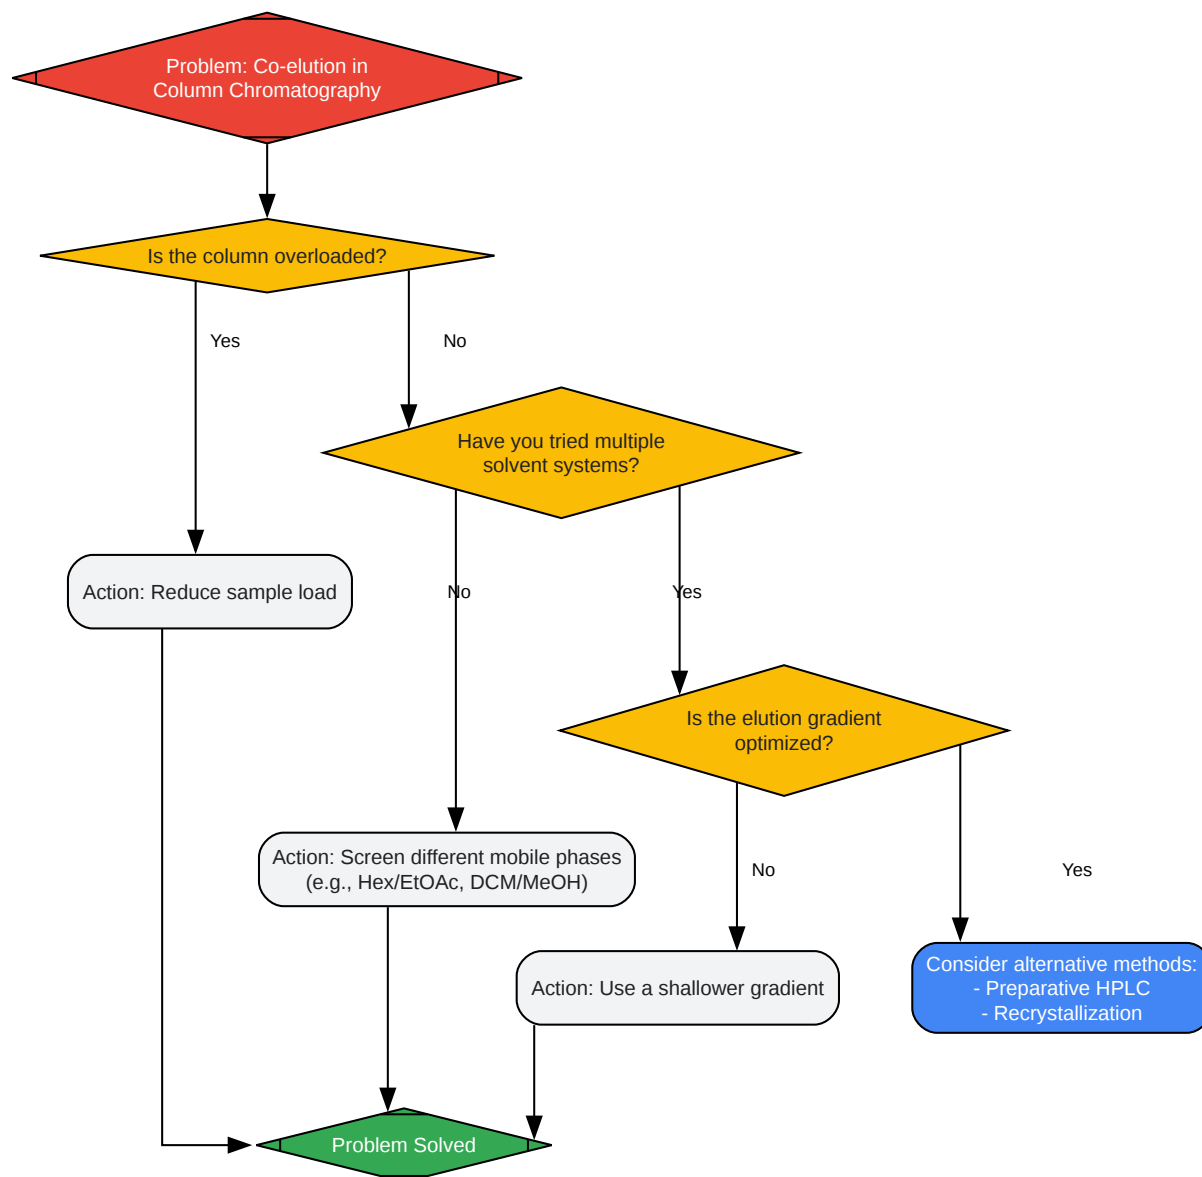 Problem: Co-elution in
Column Chromatography
Is the column overloaded?
Yes
No
Have you tried multiple
solvent systems?
Action: Reduce sample load
No
Yes
Is the elution gradient
optimized?
Action: Screen different mobile phases
(e.g., Hex/EtOAc, DCM/MeOH)
No
Yes
Action: Use a shallower gradient
Consider alternative methods:
- Preparative HPLC
- Recrystallization
Problem Solved